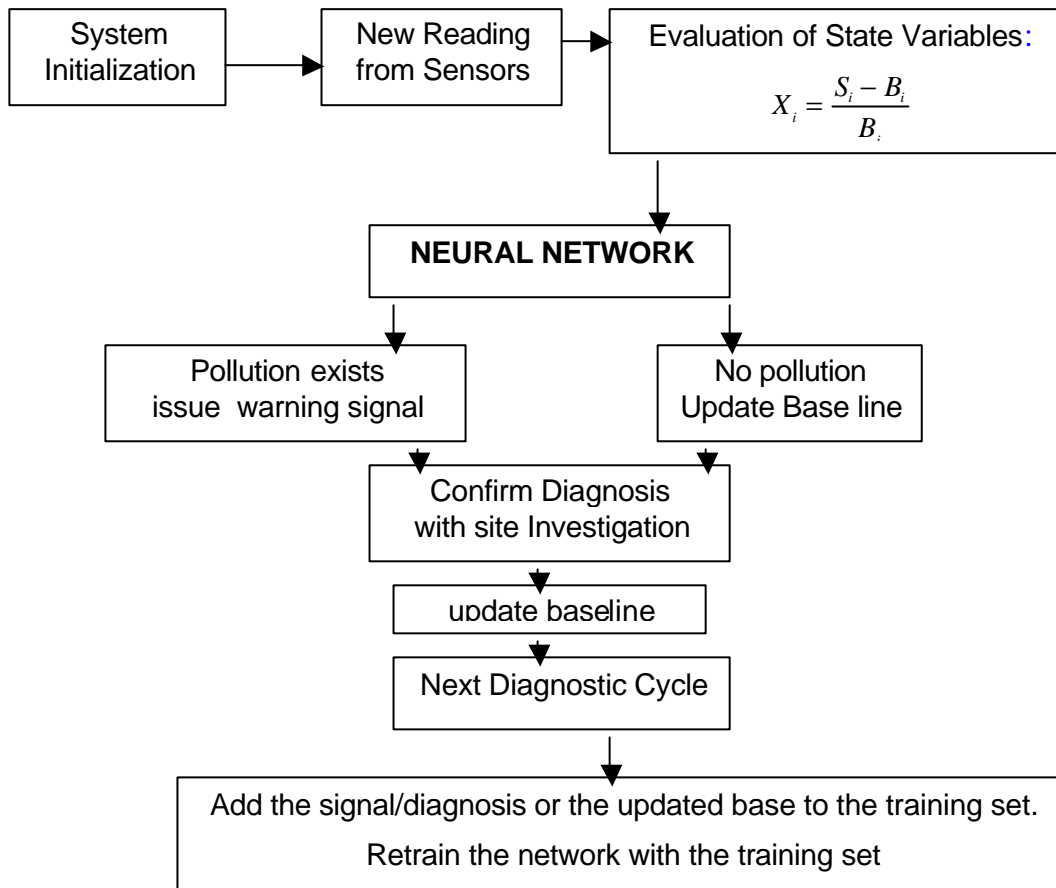 System
Initialization
New Reading
from Sensors
Evaluation of State Variables:
X_i = \frac{S_i - B_i}{B_i}
NEURAL NETWORK
Pollution exists
issue warning signal
No pollution
Update Base line
Confirm Diagnosis
with site Investigation
update baseline
Next Diagnostic Cycle
Add the signal/diagnosis or the updated base to the training set.
Retrain the network with the training set